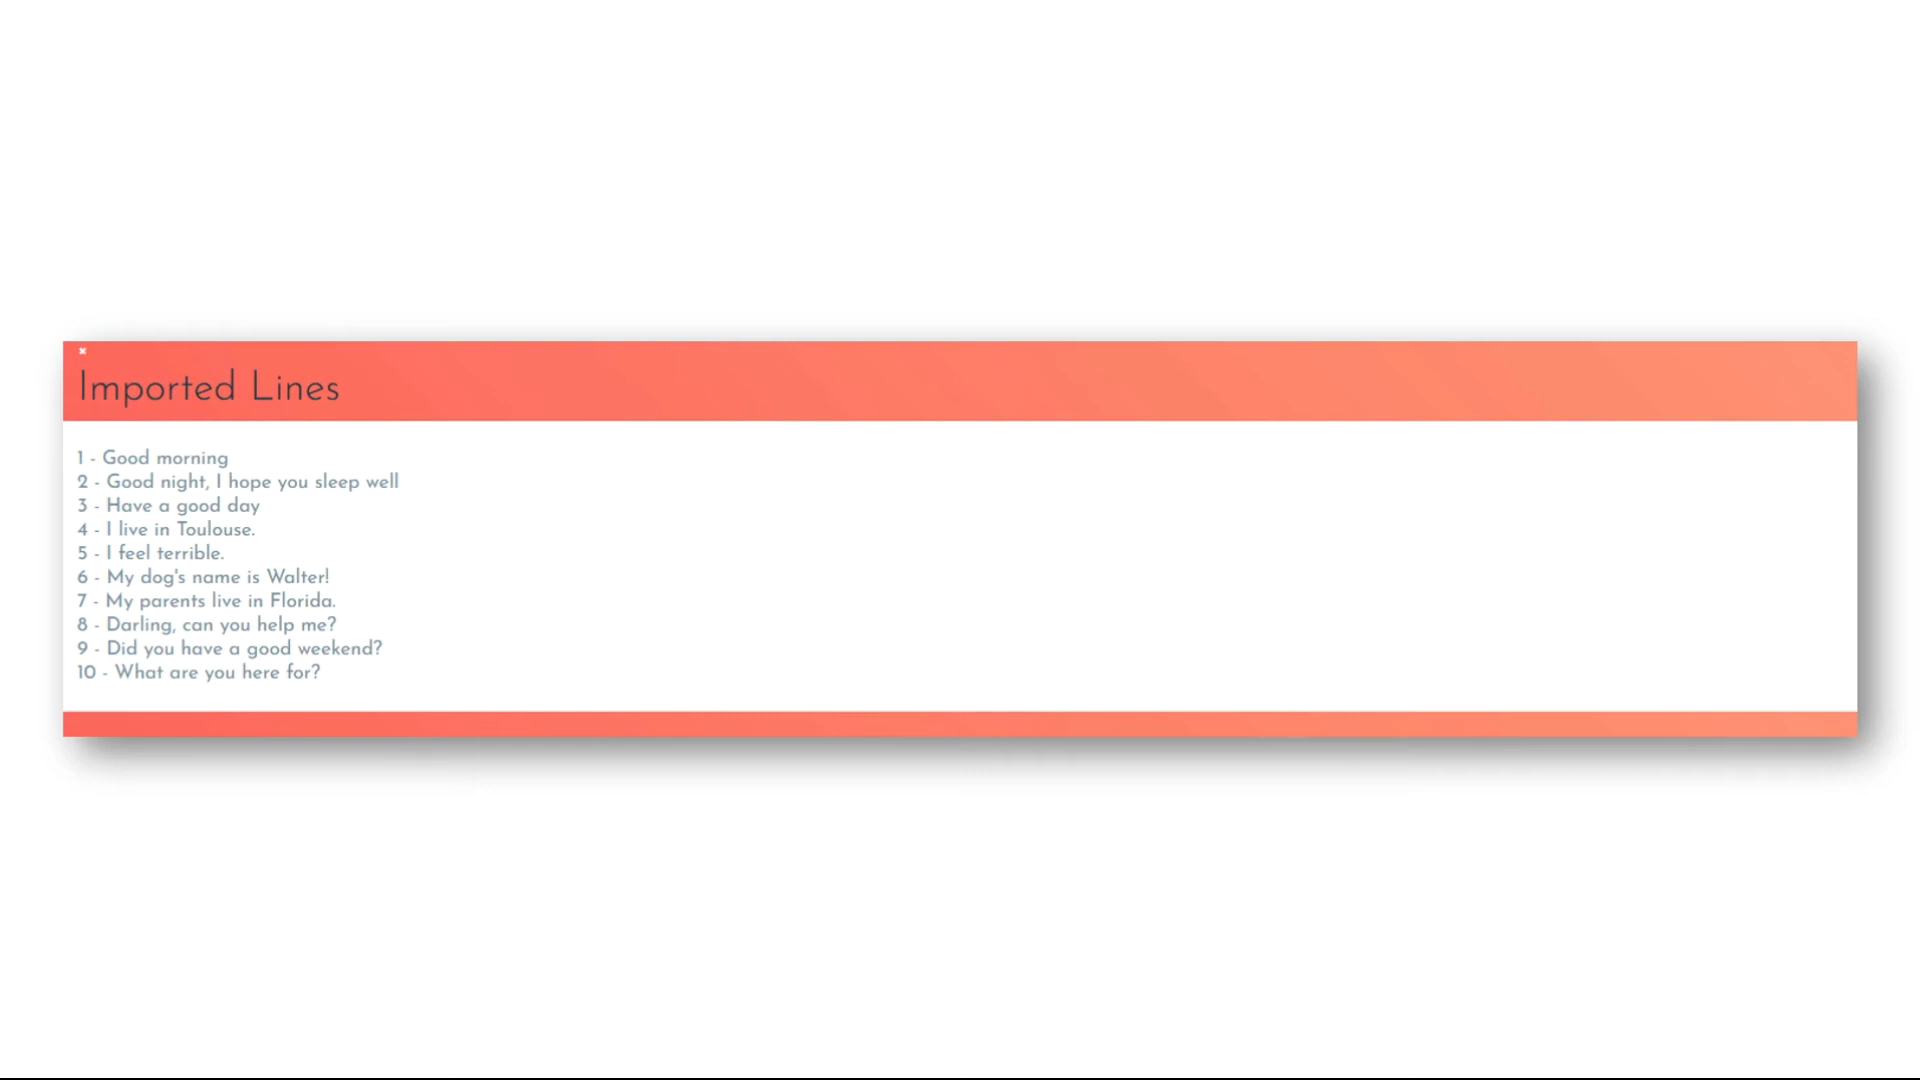 Imported Lines
1 - Good morning
2 - Good night, I hope you sleep well
3 - Have a good day
4 - I live in Toulouse.
5 - I feel terrible.
6 - My dog's name is Walter!
7 - My parents live in Florida.
8 - Darling, can you help me?
9 - Did you have a good weekend?
10 - What are you here for?